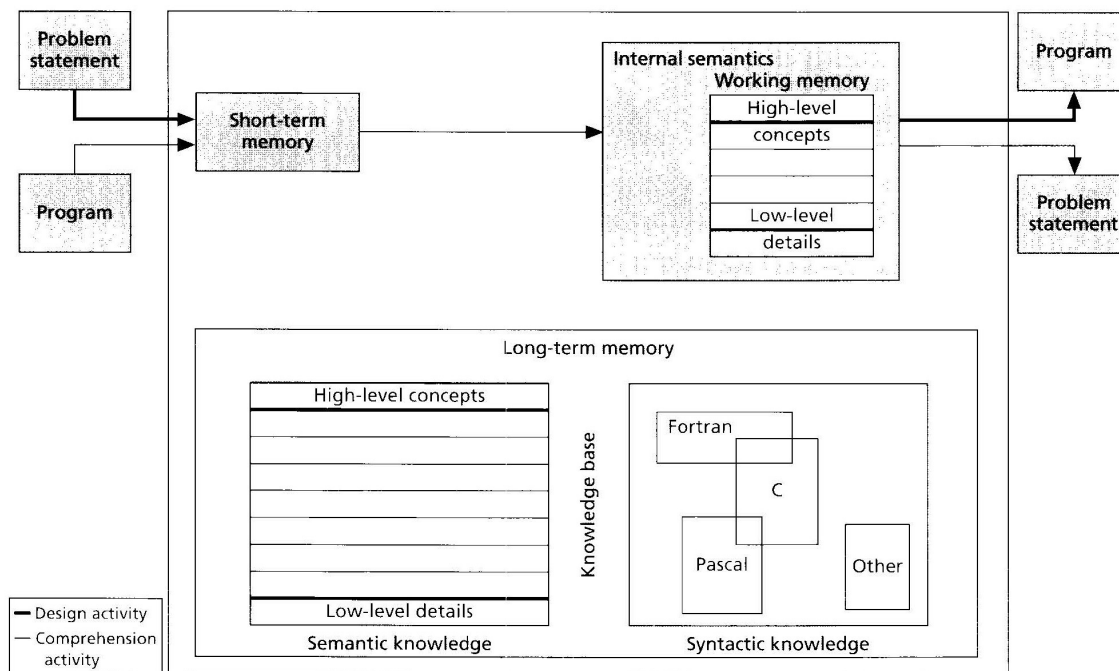 Problem
statement
Program
Short-term
memory
Internal semantics
Working memory
High-level
concepts
Low-level
details
Program
Problem
statement
Long-term memory
High-level concepts
Low-level details
Semantic knowledge
Knowledge base
Fortran
C
Pascal
Other
Syntactic knowledge
Design activity
Comprehension
activity